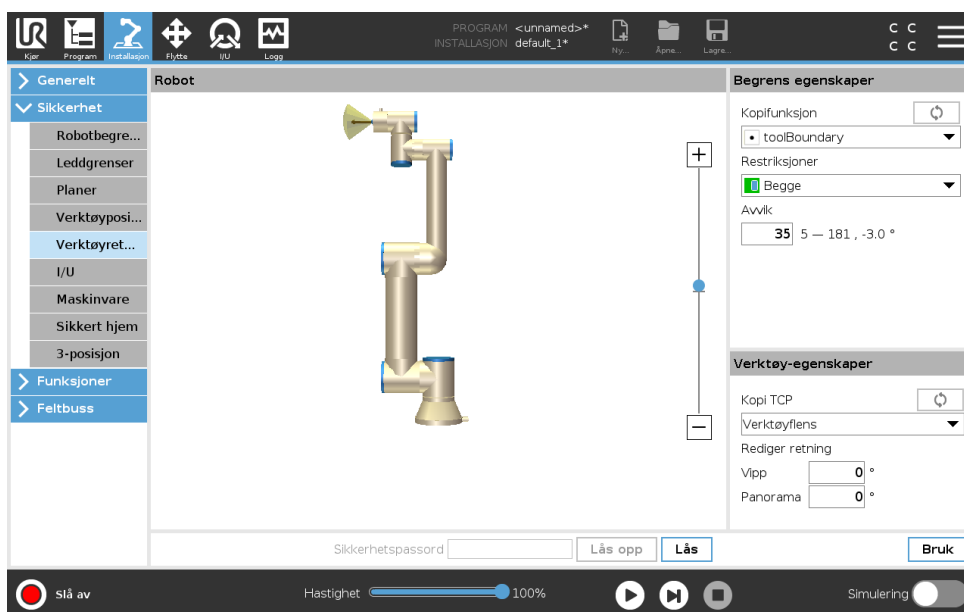 PROGRAM <unnamed>*
INSTALLASJON default_1*
Kjør Program Installasjon Flytte I/U Logg Ny... Åpne... Lagre...
C C
C C
Generelt
Sikkerhet
Robotbegre...
Leddgrenser
Planer
Verktøyposi...
Verktøyret...
I/U
Maskinvare
Sikkert hjem
3-posisjon
Funksjoner
Feltbuss
Robot
Begrens egenskaper
Kopifunksjon
toolBoundary
Restriksjoner
Begge
Avvik
35 5 — 181 , -3.0 °
Verktøy-egenskaper
Kopi TCP
Verktøyflens
Rediger retning
Vipp 0 °
Panorama 0 °
Sikkerhetspassord Lås opp Lås Bruk
Slå av Hastighet 100% Simulering